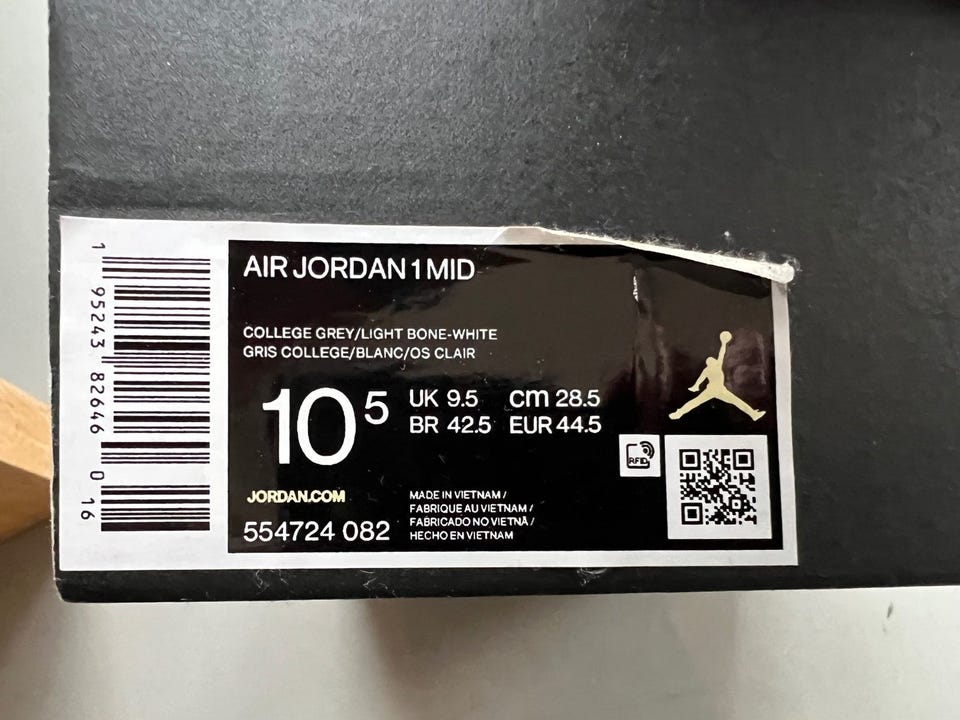 AIR JORDAN 1 MID
COLLEGE GREY/LIGHT BONE-WHITE
GRIS COLLEGE/BLANC/OS CLAIR
10 5
UK 9.5 cm 28.5
BR 42.5 EUR 44.5
RFID
JORDAN.COM
554724 082
MADE IN VIETNAM /
FABRIQUE AU VIETNAM /
FABRICADO NO VIETNÃ /
HECHO EN VIETNAM
1 95243 82646 0 16